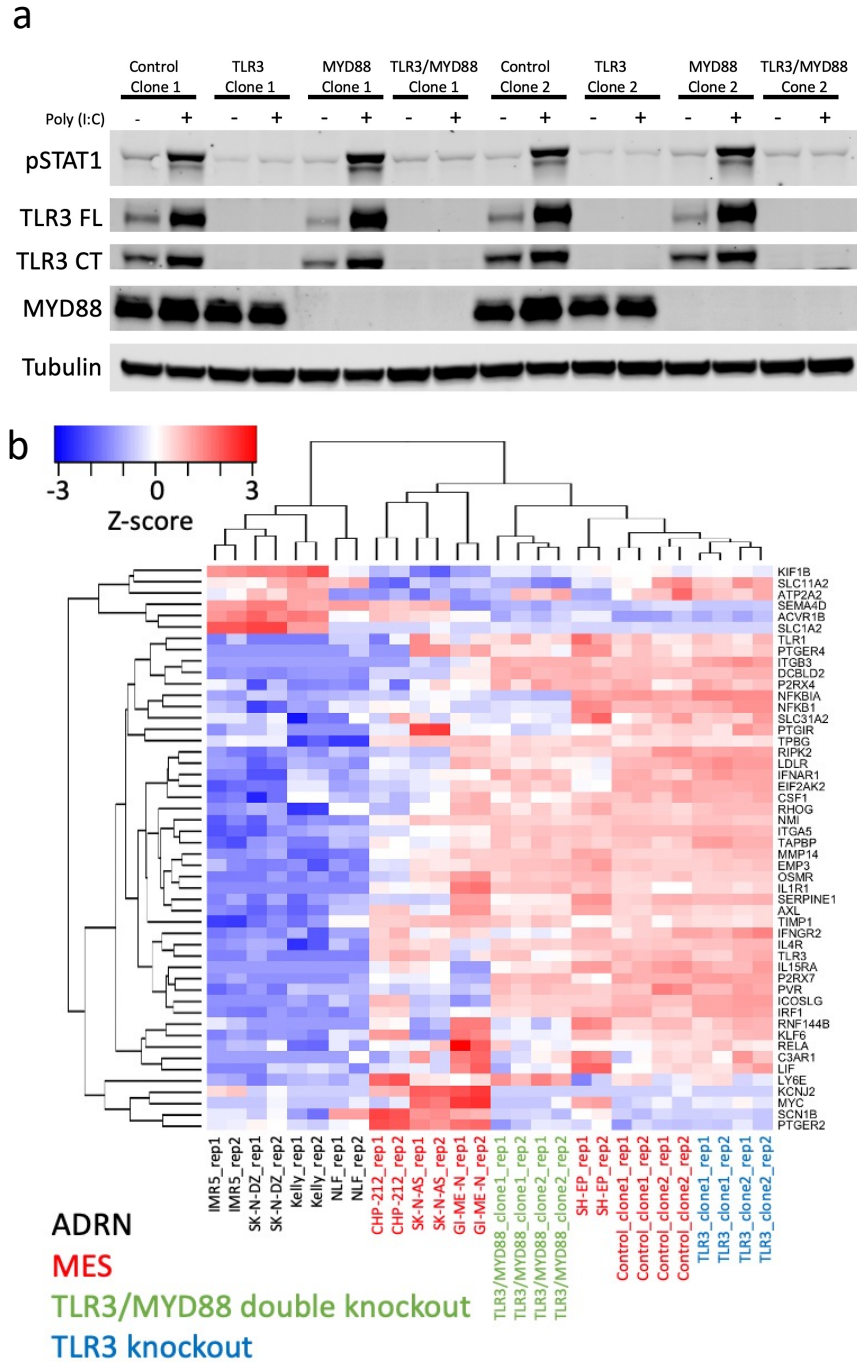 a
Control TLR3 MYD88 TLR3/MYD88 Control TLR3 MYD88 TLR3/MYD88
Clone 1 Clone 1 Clone 1 Clone 1 Clone 2 Clone 2 Clone 2 Cone 2
Poly (I:C) - + - + - + - + - + - + - + - +
pSTAT1
TLR3 FL
TLR3 CT
MYD88
Tubulin
b
-3 0 3
Z-score
KIF1B
SLC11A2
ATP2A2
SEMA4D
ACVR1B
SLC1A2
TLR1
PTGER4
ITGB3
DCBLD2
P2RX4
NFKBIA
NFKB1
SLC31A2
PTGIR
TPBG
RIPK2
LDLR
IFNAR1
EIF2AK2
CSF1
RHOG
NMI
ITGA5
TAPBP
MMP14
EMP3
OSMR
IL1R1
SERPINE1
AXL
TIMP1
IFNGR2
IL4R
TLR3
IL15RA
P2RX7
PVR
ICOSLG
IRF1
RNF144B
KLF6
RELA
C3AR1
LIF
LY6E
KCNJ2
MYC
SCN1B
PTGER2
IMR5_rep1
IMR5_rep2
SK-N-DZ_rep1
SK-N-DZ_rep2
Kelly_rep1
Kelly_rep2
NLF_rep1
NLF_rep2
CHP-212_rep1
CHP-212_rep2
SK-N-AS_rep1
SK-N-AS_rep2
GI-ME-N_rep1
GI-ME-N_rep2
TLR3/MYD88_clone1_rep1
TLR3/MYD88_clone1_rep2
TLR3/MYD88_clone2_rep1
TLR3/MYD88_clone2_rep2
SH-EP_rep1
SH-EP_rep2
Control_clone1_rep1
Control_clone1_rep2
Control_clone2_rep1
Control_clone2_rep2
TLR3_clone1_rep1
TLR3_clone1_rep2
TLR3_clone2_rep1
TLR3_clone2_rep2
ADRN
MES
TLR3/MYD88 double knockout
TLR3 knockout